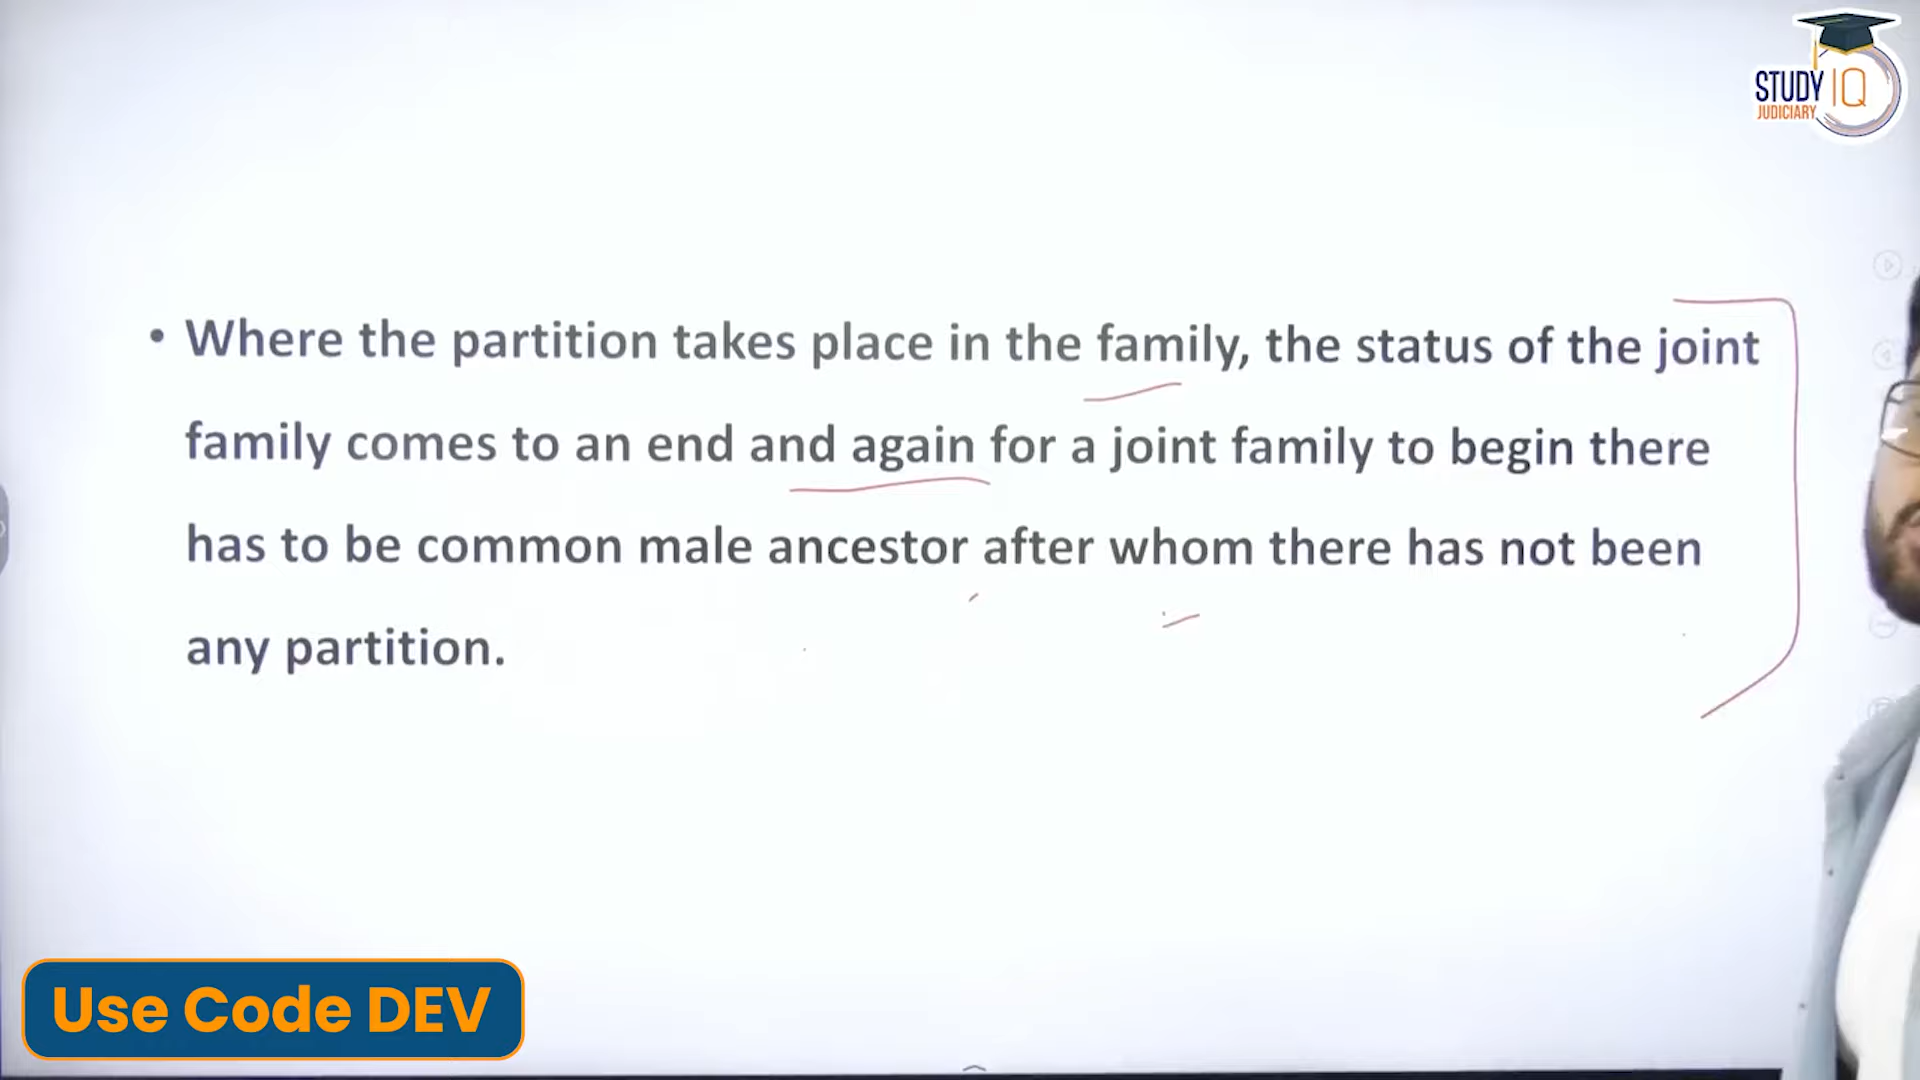 STUDY IQ
JUDICIARY
• Where the partition takes place in the family, the status of the joint
family comes to an end and again for a joint family to begin there
has to be common male ancestor after whom there has not been
any partition.
Use Code DEV